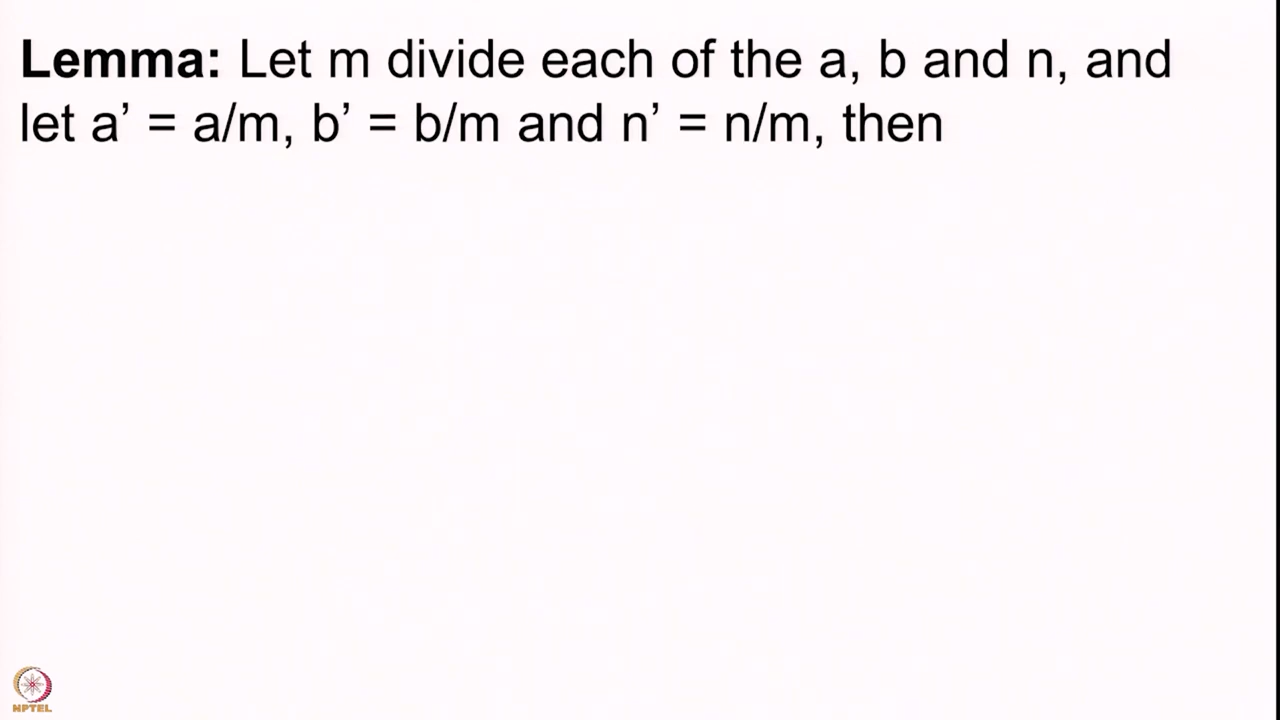 Lemma: Let m divide each of the a, b and n, and
let a’ = a/m, b’ = b/m and n’ = n/m, then
NPTEL